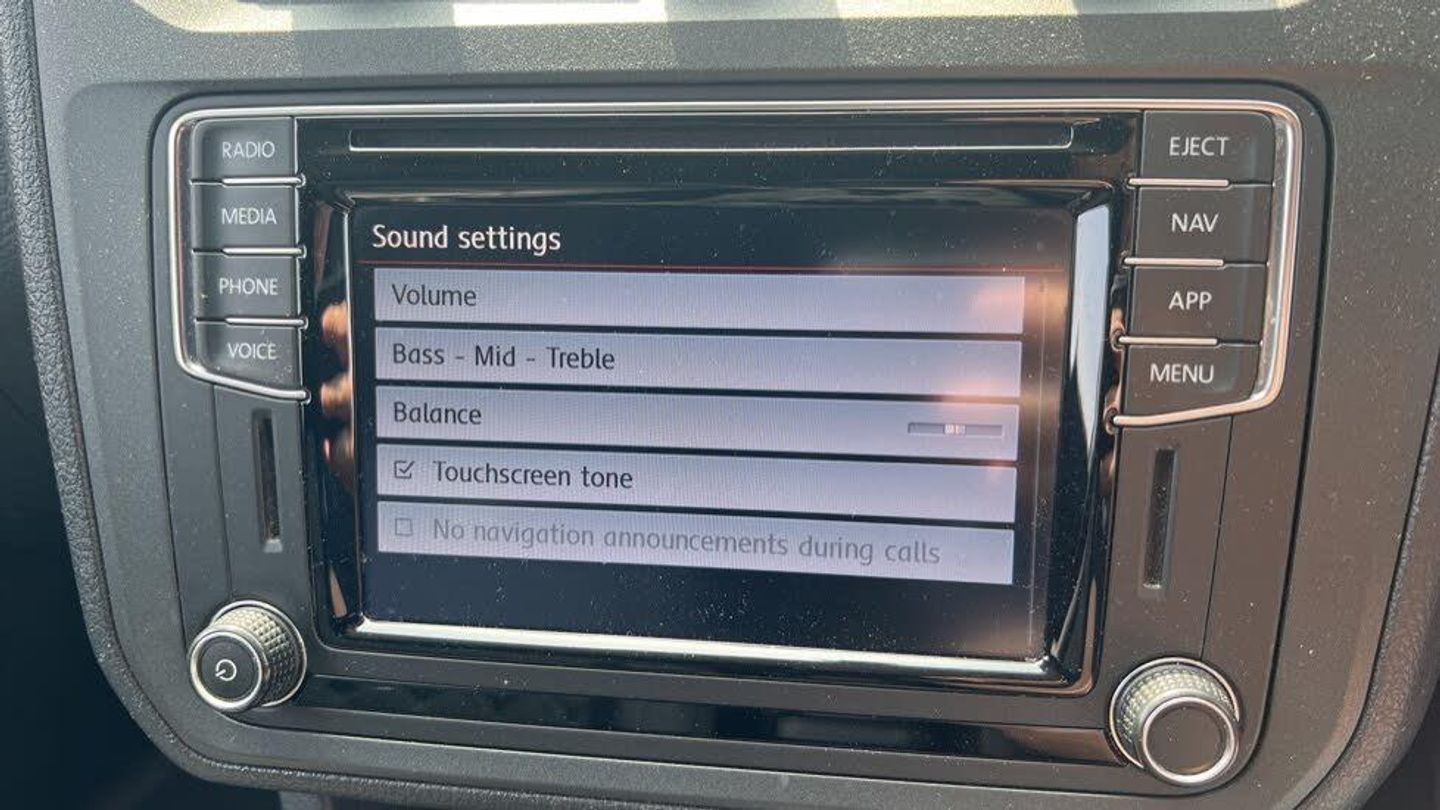 RADIO
MEDIA
PHONE
VOICE
Sound settings
Volume
Bass - Mid - Treble
Balance
Touchscreen tone
No navigation announcements during calls
EJECT
NAV
APP
MENU